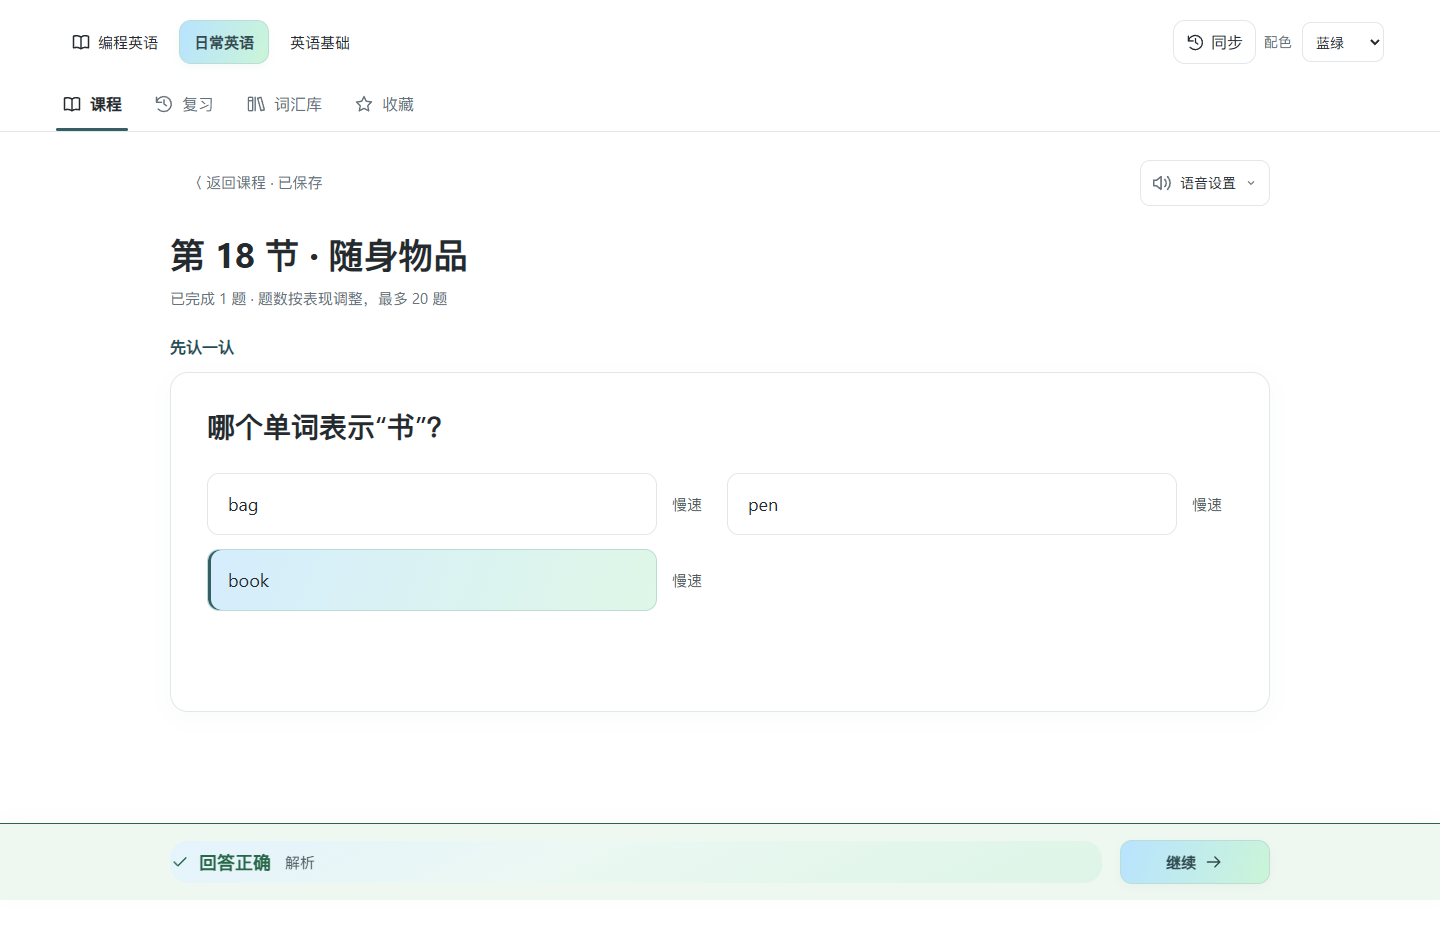 编程英语 日常英语 英语基础 同步 配色 蓝绿
课程 复习 词汇库 收藏
〈 返回课程 · 已保存 语音设置
第 18 节 · 随身物品
已完成 1 题 · 题数按表现调整，最多 20 题
先认一认
哪个单词表示“书”？
bag 慢速 pen 慢速
book 慢速
回答正确 解析 继续